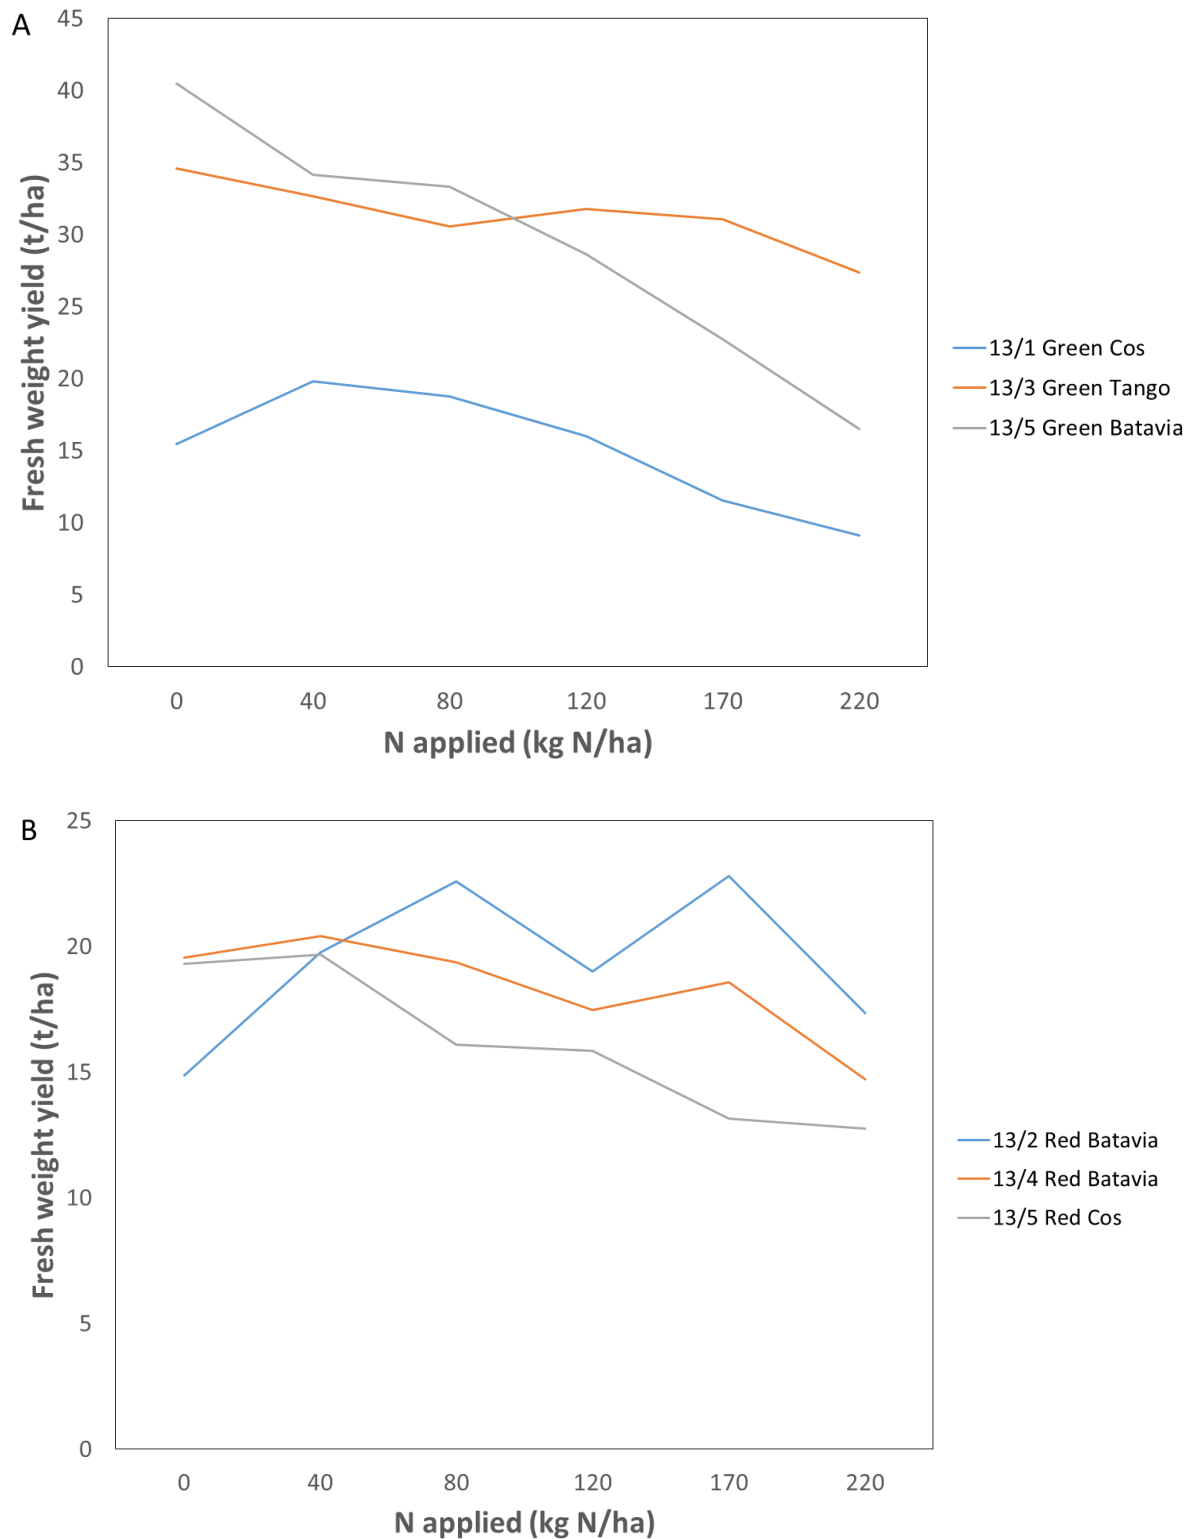 A
45
40
35
30
25
20
15
10
5
0
Fresh weight yield (t/ha)
0 40 80 120 170 220
N applied (kg N/ha)
13/1 Green Cos
13/3 Green Tango
13/5 Green Batavia
B
25
20
15
10
5
0
Fresh weight yield (t/ha)
0 40 80 120 170 220
N applied (kg N/ha)
13/2 Red Batavia
13/4 Red Batavia
13/5 Red Cos